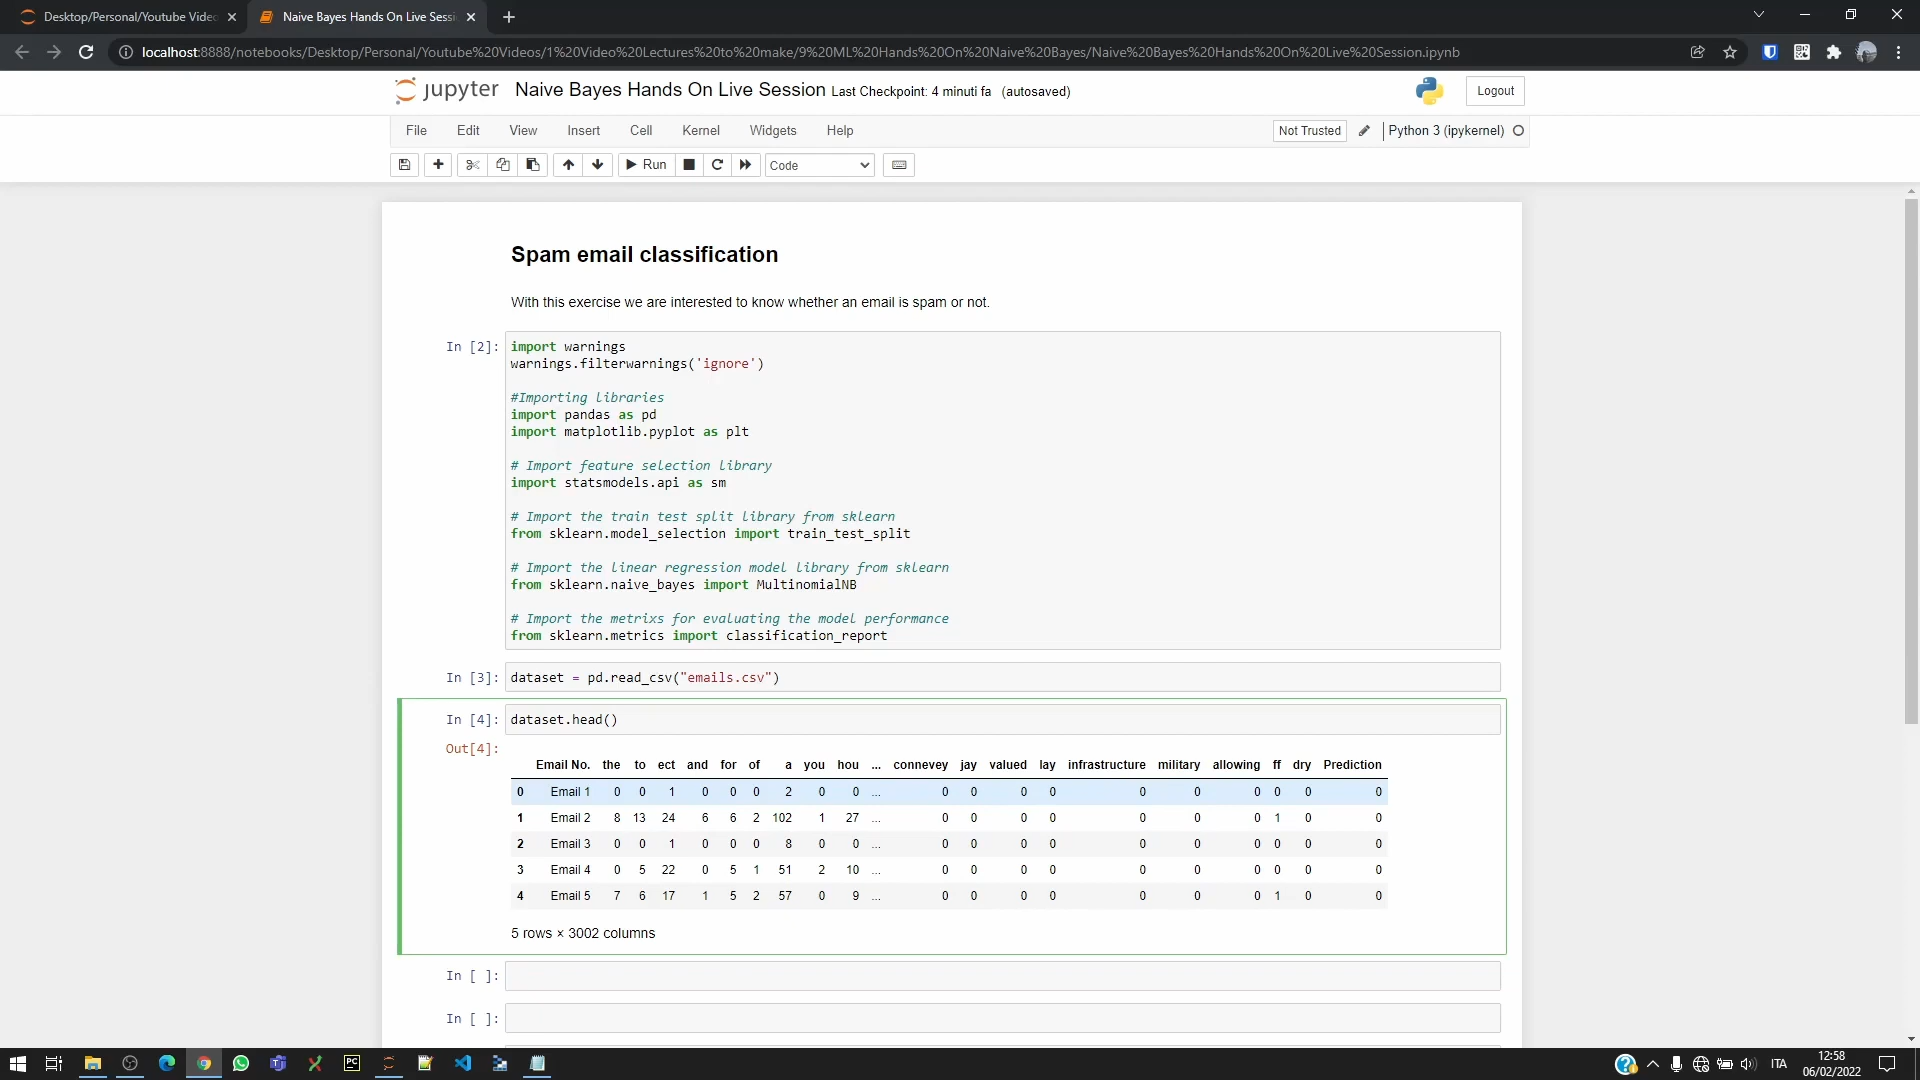 Desktop/Personal/Youtube Video
Naive Bayes Hands On Live Sessi
localhost:8888/notebooks/Desktop/Personal/Youtube%20Videos/1%20Video%20Lectures%20to%20make/9%20ML%20Hands%20On%20Naive%20Bayes/Naive%20Bayes%20Hands%20On%20Live%20Session.ipynb
jupyter Naive Bayes Hands On Live Session Last Checkpoint: 4 minuti fa (autosaved) Logout
File Edit View Insert Cell Kernel Widgets Help Not Trusted Python 3 (ipykernel)
Run Code
Spam email classification
With this exercise we are interested to know whether an email is spam or not.
In [2]: import warnings
warnings.filterwarnings('ignore')
#Importing libraries
import pandas as pd
import matplotlib.pyplot as plt
# Import feature selection library
import statsmodels.api as sm
# Import the train test split library from sklearn
from sklearn.model_selection import train_test_split
# Import the linear regression model library from sklearn
from sklearn.naive_bayes import MultinomialNB
# Import the metrixs for evaluating the model performance
from sklearn.metrics import classification_report
In [3]: dataset = pd.read_csv("emails.csv")
In [4]: dataset.head()
Out[4]:
Email No. the to ect and for of a you hou ... connevey jay valued lay infrastructure military allowing ff dry Prediction
0 Email 1 0 0 1 0 0 0 2 0 0 ... 0 0 0 0 0 0 0 0 0 0
1 Email 2 8 13 24 6 6 2 102 1 27 ... 0 0 0 0 0 0 0 1 0 0
2 Email 3 0 0 1 0 0 0 8 0 0 ... 0 0 0 0 0 0 0 0 0 0
3 Email 4 0 5 22 0 5 1 51 2 10 ... 0 0 0 0 0 0 0 0 0 0
4 Email 5 7 6 17 1 5 2 57 0 9 ... 0 0 0 0 0 0 0 1 0 0
5 rows × 3002 columns
In [ ]:
In [ ]:
PC
ITA
12:58
06/02/2022